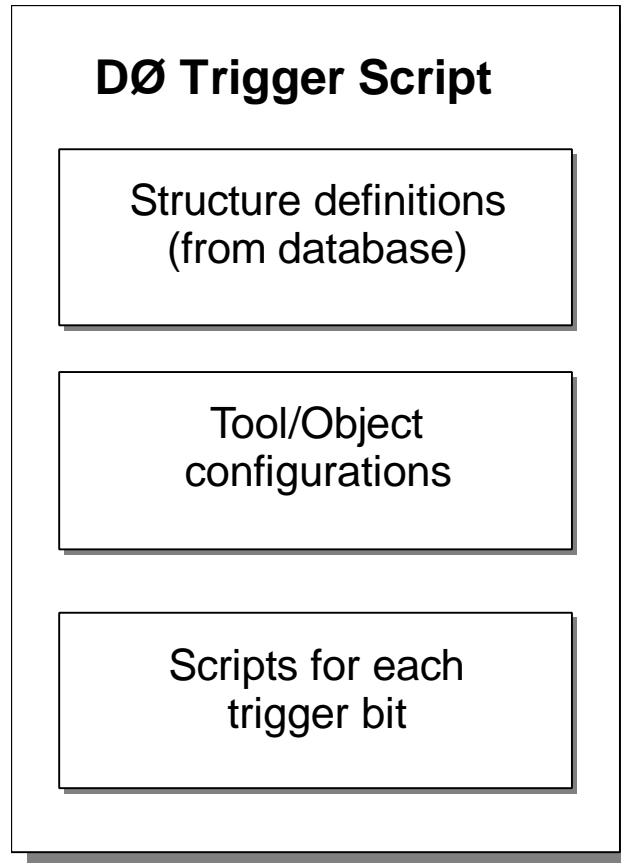 DØ Trigger Script
Structure definitions
(from database)
Tool/Object
configurations
Scripts for each
trigger bit